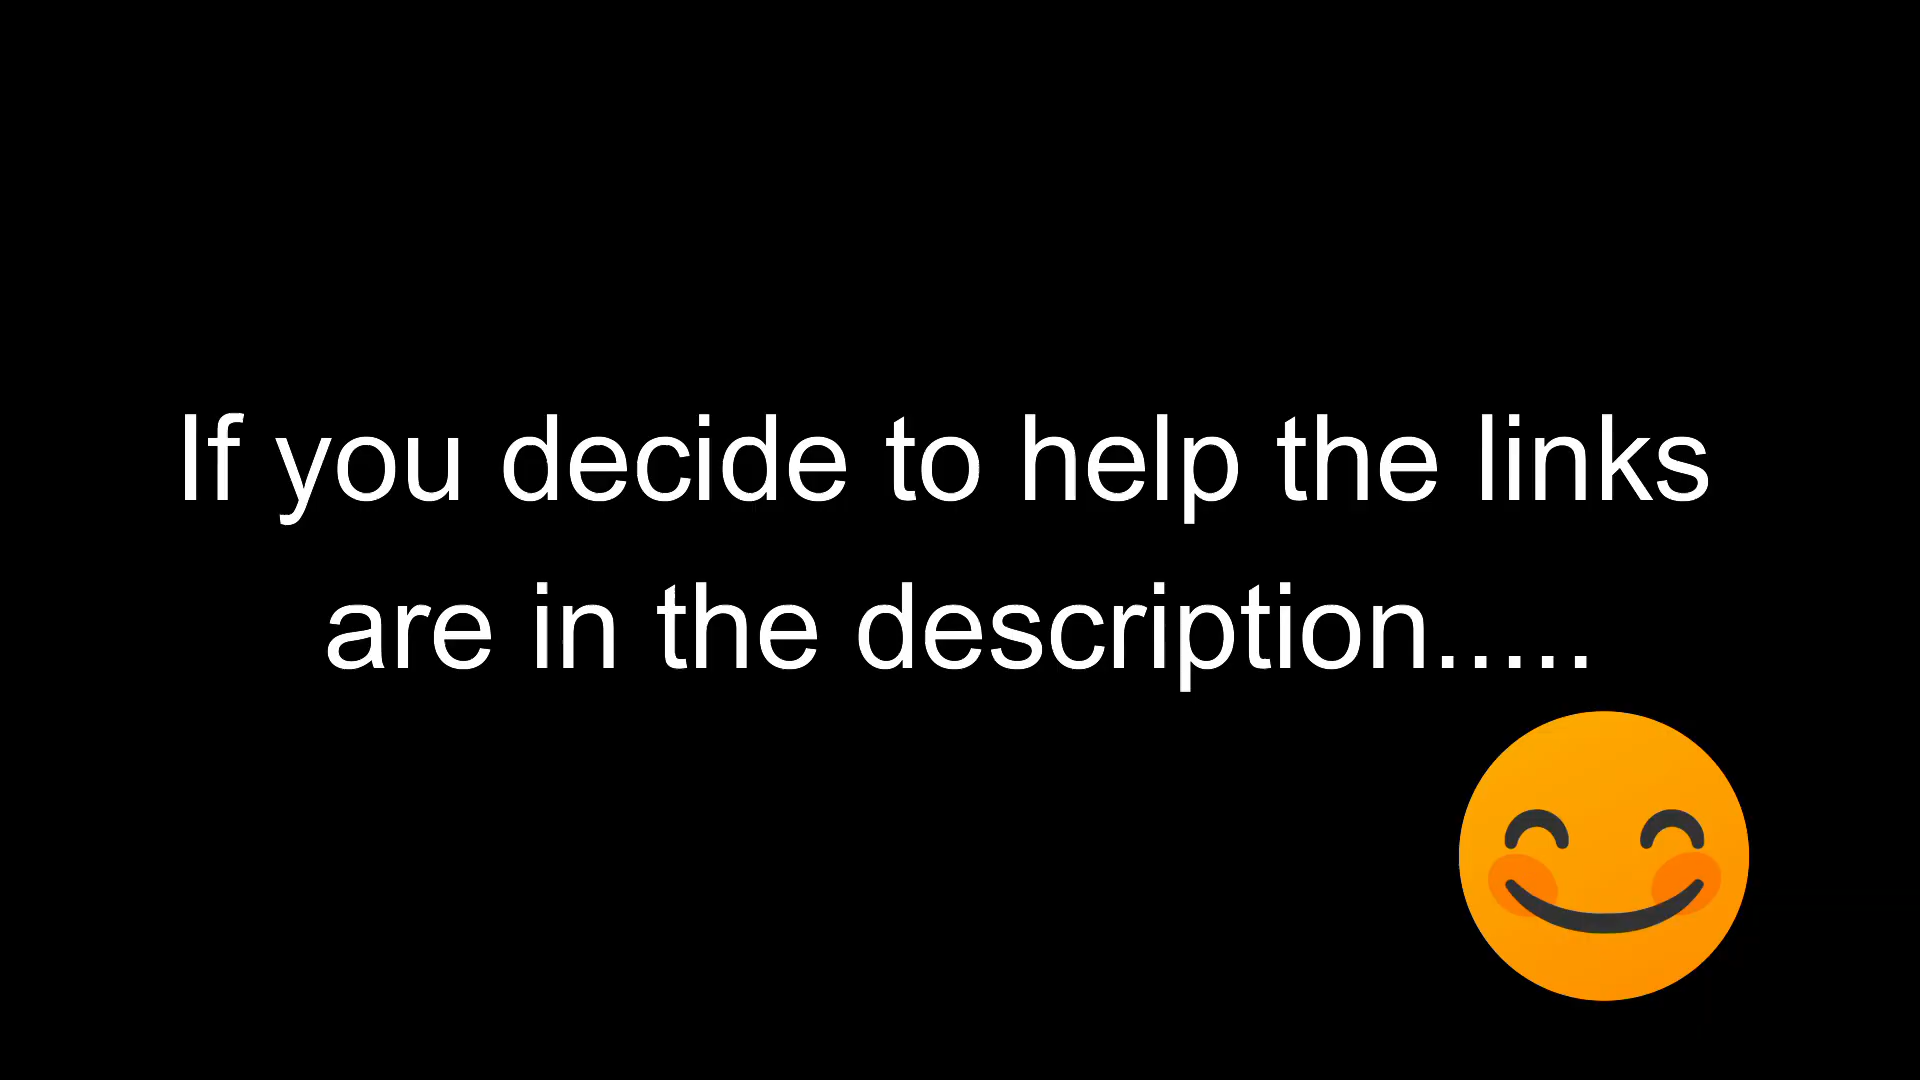 If you decide to help the links
are in the description.....